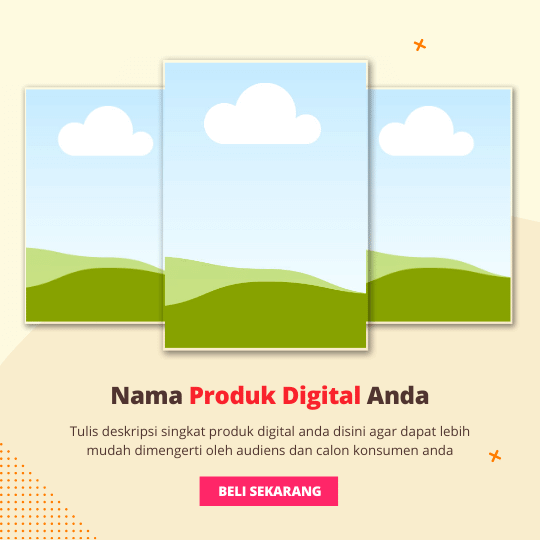 Nama Produk Digital Anda
Tulis deskripsi singkat produk digital anda disini agar dapat lebih
mudah dimengerti oleh audiens dan calon konsumen anda
BELI SEKARANG